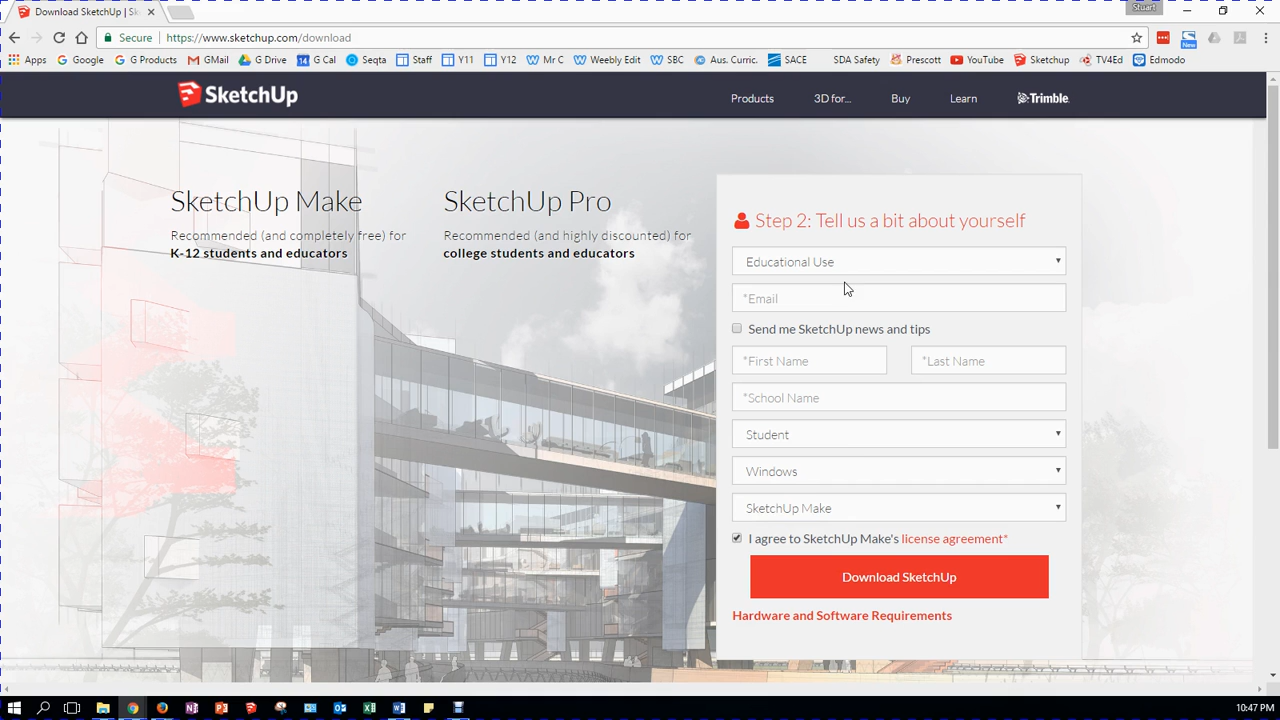 Download SketchUp | Sk
Stuart
Secure
https://www.sketchup.com/download
New
Apps
Google
G Products
GMail
G Drive
14
G Cal
Seqta
Staff
Y11
Y12
Mr C
Weebly Edit
SBC
Aus. Curric.
SACE
SDA Safety
Prescott
YouTube
Sketchup
TV4Ed
Edmodo
SketchUp
Products
3D for...
Buy
Learn
Trimble.
SketchUp Make
Recommended (and completely free) for
K-12 students and educators
SketchUp Pro
Recommended (and highly discounted) for
college students and educators
Step 2: Tell us a bit about yourself
Educational Use
*Email
Send me SketchUp news and tips
*First Name
*Last Name
*School Name
Student
Windows
SketchUp Make
I agree to SketchUp Make's license agreement*
Download SketchUp
Hardware and Software Requirements
10:47 PM